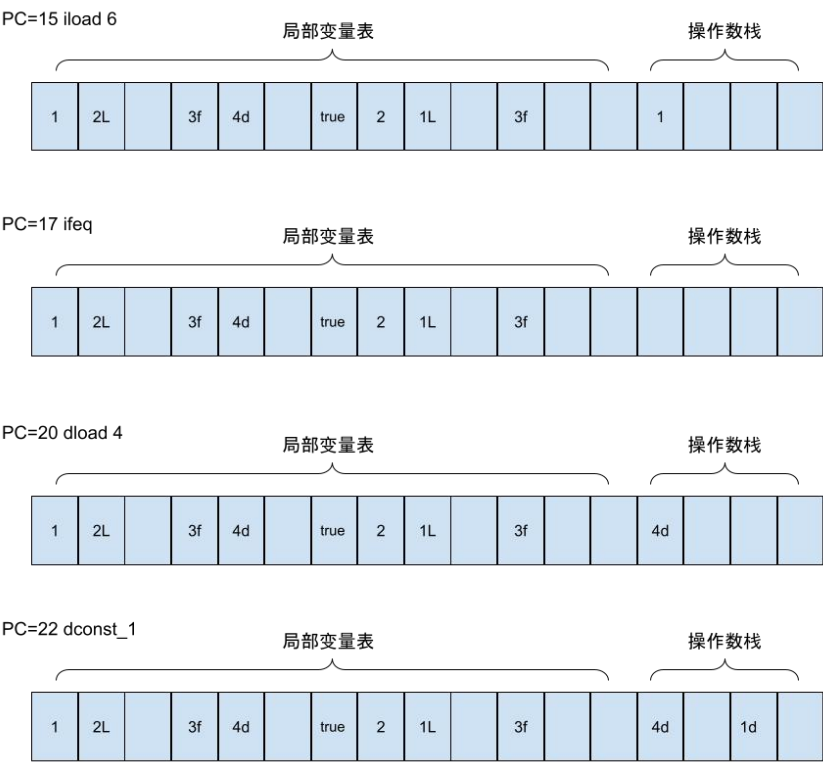 PC=15 iload 6
局部变量表 操作数栈
1 2L 3f 4d true 2 1L 3f 1
PC=17 ifeq
局部变量表 操作数栈
1 2L 3f 4d true 2 1L 3f
PC=20 dload 4
局部变量表 操作数栈
1 2L 3f 4d true 2 1L 3f 4d
PC=22 dconst_1
局部变量表 操作数栈
1 2L 3f 4d true 2 1L 3f 4d 1d